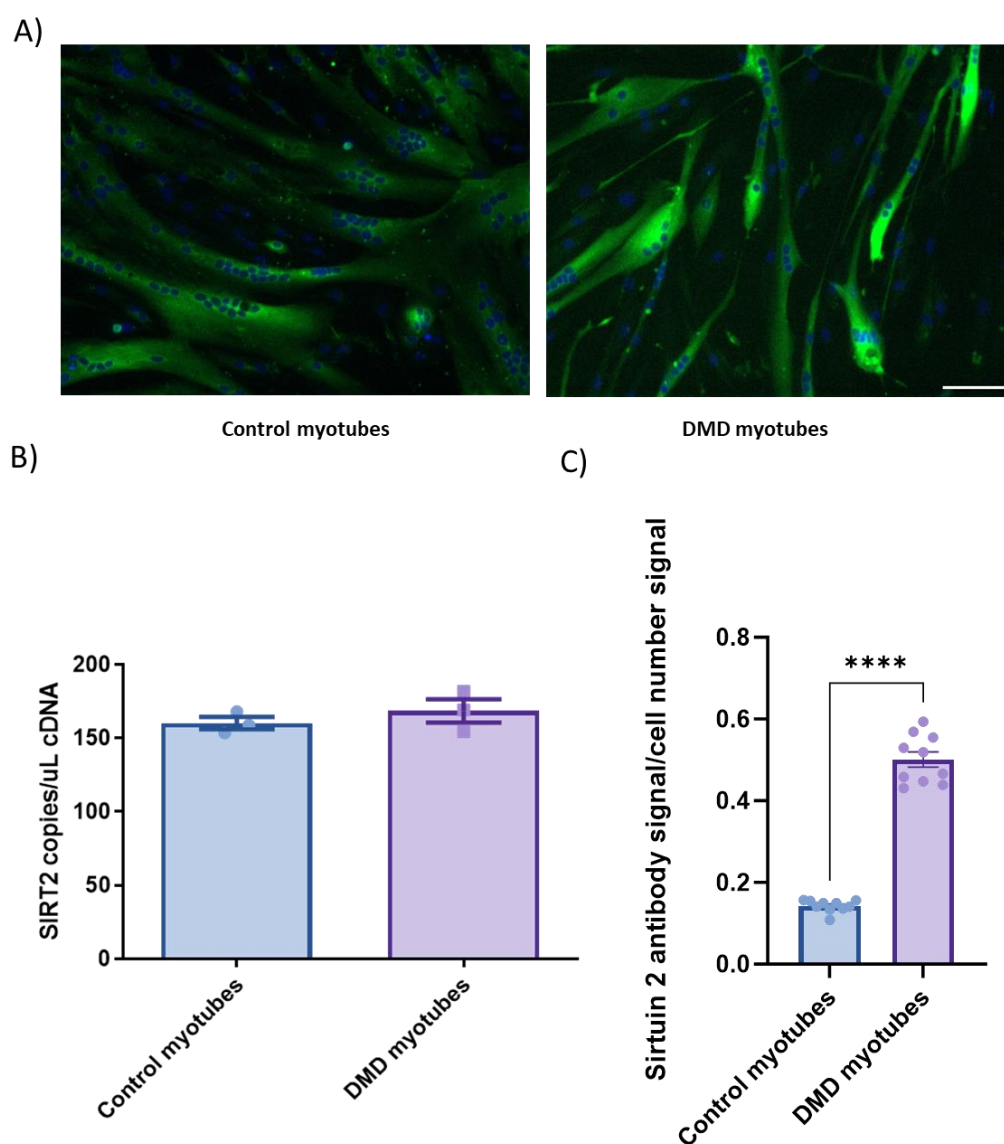 A)
Control myotubes
DMD myotubes
B)
C)
SIRT2 copies/uL cDNA
200
150
100
50
0
Control myotubes
DMD myotubes
Sirtuin 2 antibody signal/cell number signal
0.8
0.6
0.4
0.2
0.0
****
Control myotubes
DMD myotubes